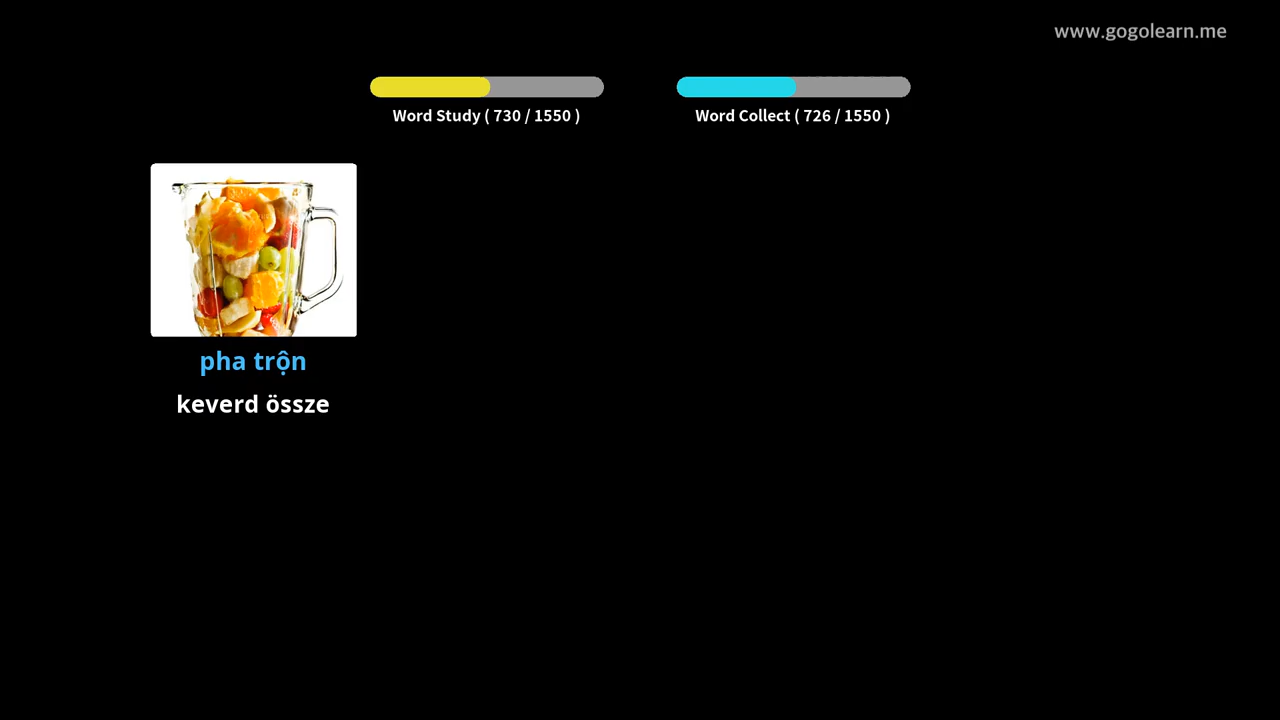 www.gogolearn.me
Word Study ( 730 / 1550 )
Word Collect ( 726 / 1550 )
pha trộn
keverd össze